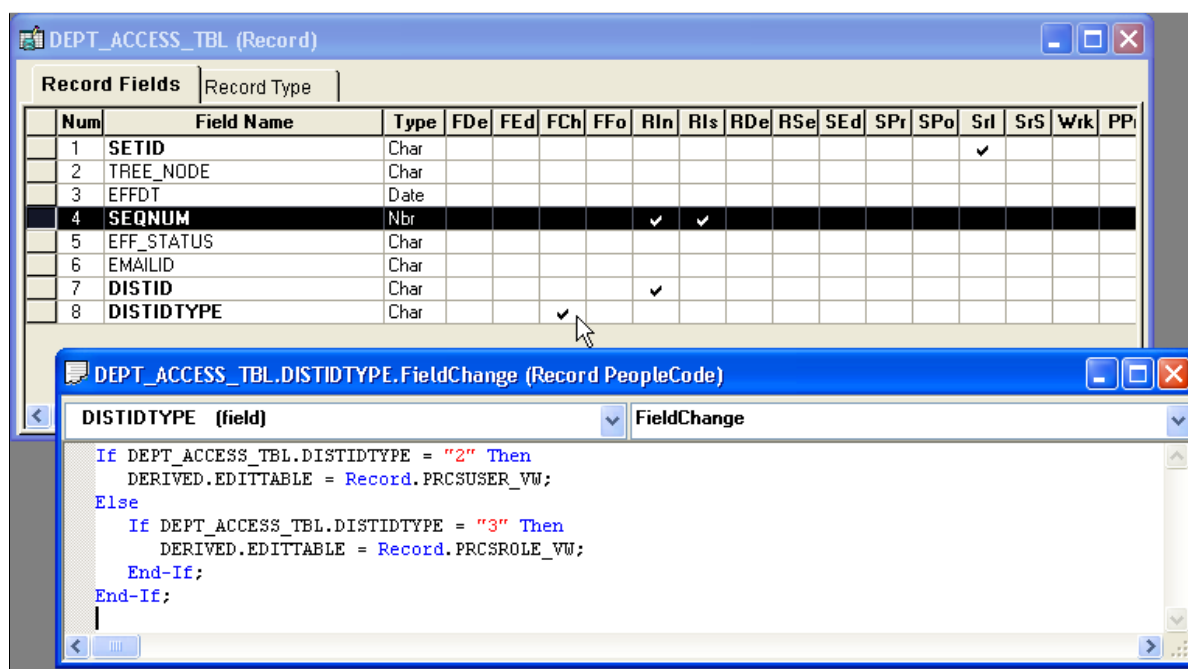 DEPT_ACCESS_TBL (Record)
Record Fields Record Type
Num Field Name Type FDe FEd FCh FFo RIn RIs RDe RSe SEd SPr SPo SrI SrS Wrk PPr
1 SETID Char
2 TREE_NODE Char
3 EFFDT Date
4 SEQNUM Nbr
5 EFF_STATUS Char
6 EMAILID Char
7 DISTID Char
8 DISTIDTYPE Char
DEPT_ACCESS_TBL.DISTIDTYPE.FieldChange (Record PeopleCode)
DISTIDTYPE (field) FieldChange
If DEPT_ACCESS_TBL.DISTIDTYPE = "2" Then
DERIVED.EDITTABLE = Record.PRCSUSER_VW;
Else
If DEPT_ACCESS_TBL.DISTIDTYPE = "3" Then
DERIVED.EDITTABLE = Record.PRCSROLE_VW;
End-If;
End-If;